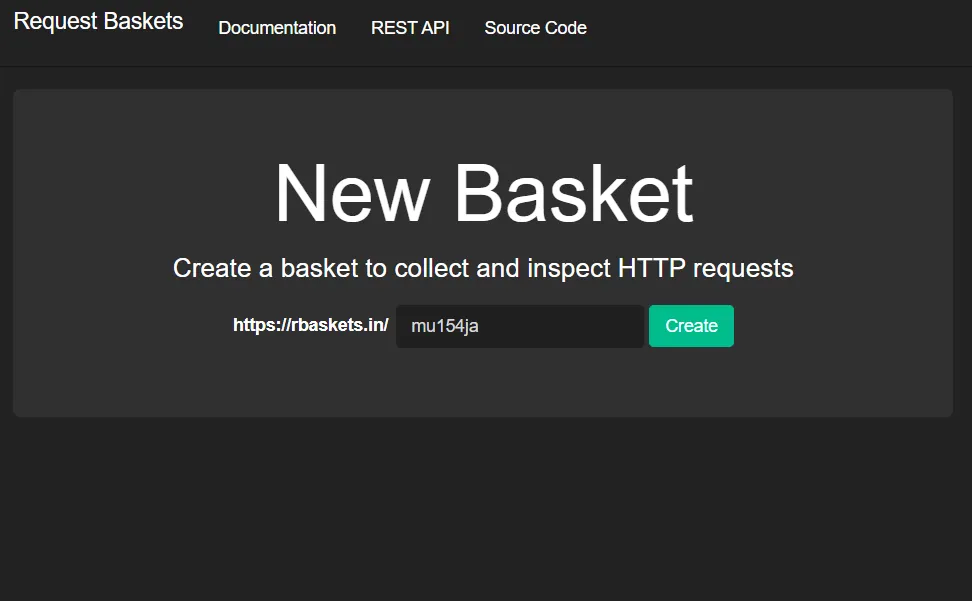 Request Baskets Documentation REST API Source Code
New Basket
Create a basket to collect and inspect HTTP requests
https://rbaskets.in/ mu154ja Create